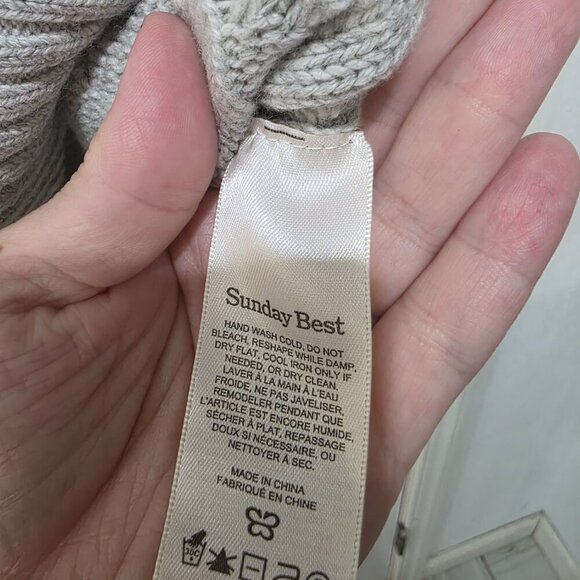 Sunday Best
HAND WASH COLD, DO NOT
BLEACH, RESHAPE WHILE DAMP,
DRY FLAT, COOL IRON ONLY IF
NEEDED, OR DRY CLEAN.
LAVER À LA MAIN À L'EAU
FROIDE, NE PAS JAVELISER,
REMODELER PENDANT QUE
L'ARTICLE EST ENCORE HUMIDE,
SÉCHER À PLAT, REPASSAGE
DOUX SI NÉCESSAIRE, OU
NETTOYER À SEC.
MADE IN CHINA
FABRIQUÉ EN CHINE
30C